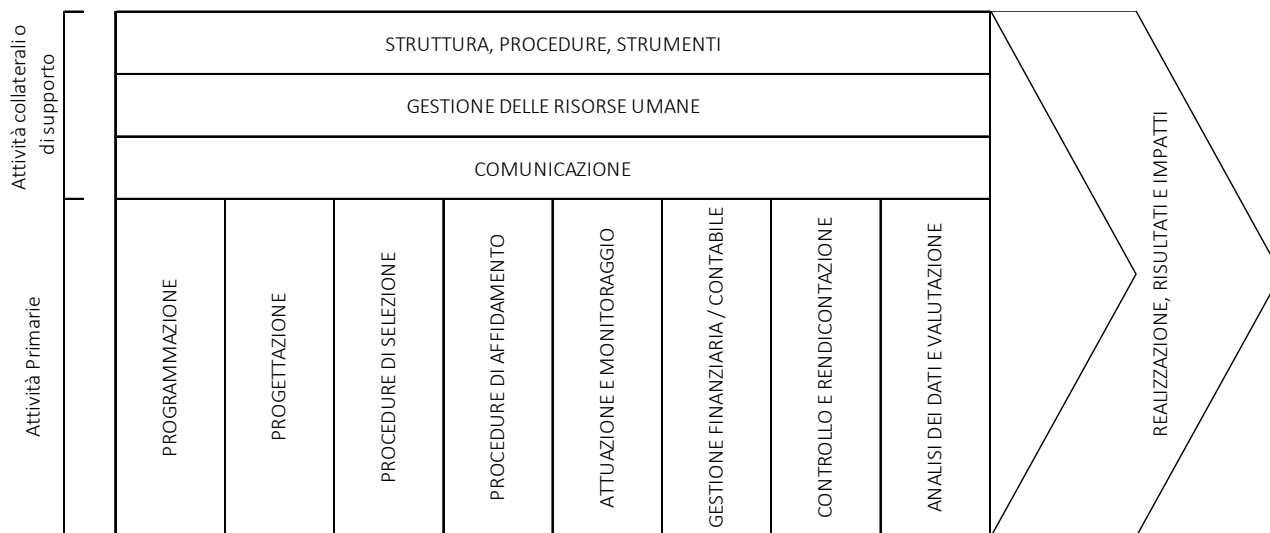 Attività collaterali o
di supporto
STRUTTURA, PROCEDURE, STRUMENTI
GESTIONE DELLE RISORSE UMANE
COMUNICAZIONE
Attività Primarie
PROGRAMMAZIONE
PROGETTAZIONE
PROCEDURE DI SELEZIONE
PROCEDURE DI AFFIDAMENTO
ATTUAZIONE E MONITORAGGIO
GESTIONE FINANZIARIA / CONTABILE
CONTROLLO E RENDICONTAZIONE
ANALISI DEI DATI E VALUTAZIONE
REALIZZAZIONE, RISULTATI E IMPATTI